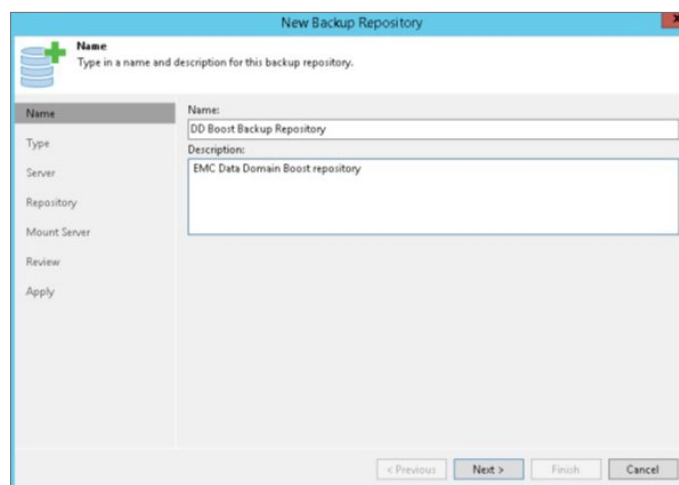 New Backup Repository
Name
Type in a name and description for this backup repository.
Name
Type
Server
Repository
Mount Server
Review
Apply
Name:
DD Boost Backup Repository
Description:
EMC Data Domain Boost repository
< Previous
Next >
Finish
Cancel